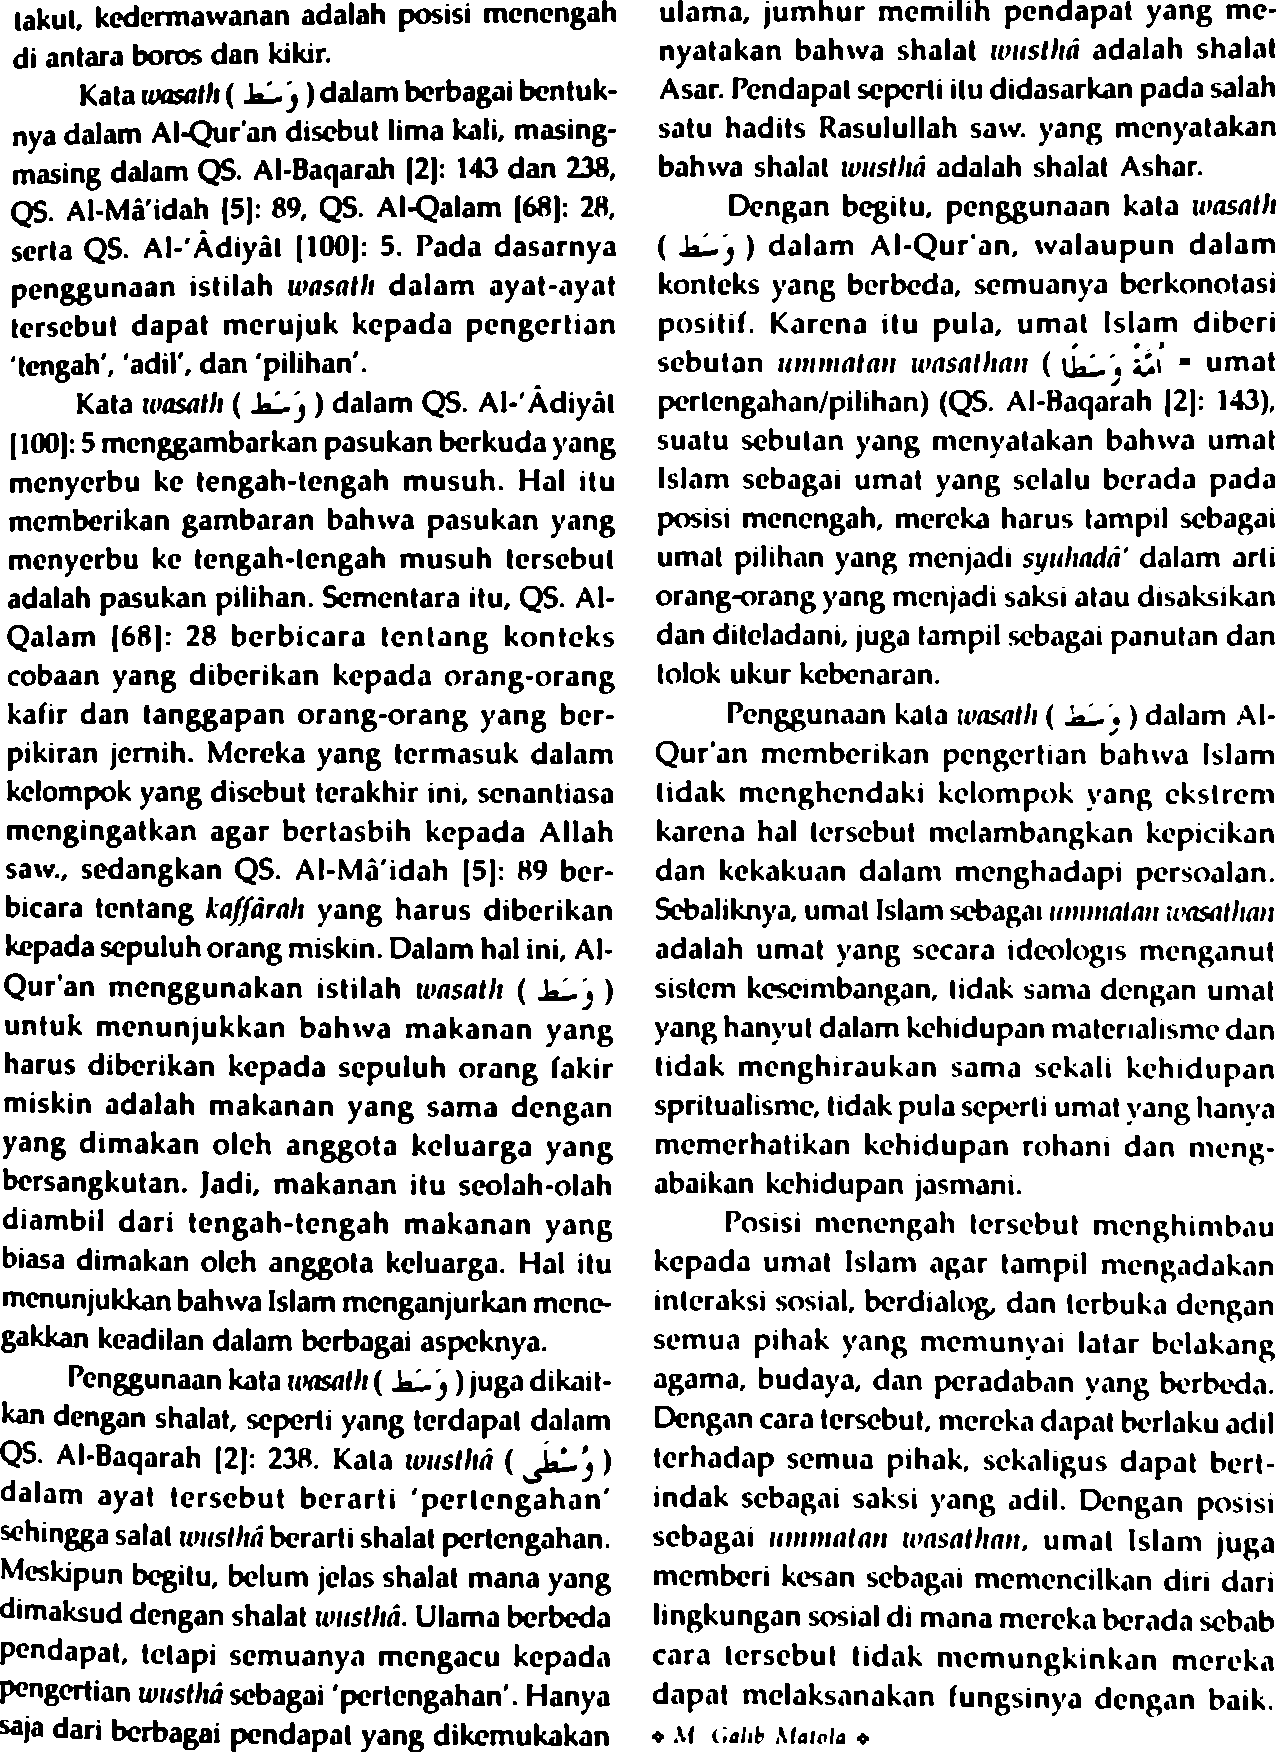 takut, kedermawanan adalah posisi menengah
di antara boros dan kikir.
Kata wasath ( وَسَط ) dalam berbagai bentuk-
nya dalam Al-Qur'an disebut lima kali, masing-
masing dalam QS. Al-Baqarah [2]: 143 dan 238,
QS. Al-Mâ'idah [5]: 89, QS. Al-Qalam [68]: 28,
serta QS. Al-'Âdiyât [100]: 5. Pada dasarnya
penggunaan istilah wasath dalam ayat-ayat
tersebut dapat merujuk kepada pengertian
'tengah', 'adil', dan 'pilihan'.
Kata wasath ( وَسَط ) dalam QS. Al-'Âdiyât
[100]: 5 menggambarkan pasukan berkuda yang
menyerbu ke tengah-tengah musuh. Hal itu
memberikan gambaran bahwa pasukan yang
menyerbu ke tengah-tengah musuh tersebut
adalah pasukan pilihan. Sementara itu, QS. Al-
Qalam [68]: 28 berbicara tentang konteks
cobaan yang diberikan kepada orang-orang
kafir dan tanggapan orang-orang yang ber-
pikiran jernih. Mereka yang termasuk dalam
kelompok yang disebut terakhir ini, senantiasa
mengingatkan agar bertasbih kepada Allah
saw., sedangkan QS. Al-Mâ'idah [5]: 89 ber-
bicara tentang kaffârah yang harus diberikan
kepada sepuluh orang miskin. Dalam hal ini, Al-
Qur'an menggunakan istilah wasath ( وَسَط )
untuk menunjukkan bahwa makanan yang
harus diberikan kepada sepuluh orang fakir
miskin adalah makanan yang sama dengan
yang dimakan oleh anggota keluarga yang
bersangkutan. Jadi, makanan itu seolah-olah
diambil dari tengah-tengah makanan yang
biasa dimakan oleh anggota keluarga. Hal itu
menunjukkan bahwa Islam menganjurkan mene-
gakkan keadilan dalam berbagai aspeknya.
Penggunaan kata wasath ( وَسَط ) juga dikait-
kan dengan shalat, seperti yang terdapat dalam
QS. Al-Baqarah [2]: 238. Kata wusthâ ( وُسْطَى )
dalam ayat tersebut berarti 'pertengahan'
sehingga salat wusthâ berarti shalat pertengahan.
Meskipun begitu, belum jelas shalat mana yang
dimaksud dengan shalat wusthâ. Ulama berbeda
pendapat, tetapi semuanya mengacu kepada
pengertian wusthâ sebagai 'pertengahan'. Hanya
saja dari berbagai pendapat yang dikemukakan
ulama, jumhur memilih pendapat yang me-
nyatakan bahwa shalat wusthâ adalah shalat
Asar. Pendapat seperti itu didasarkan pada salah
satu hadits Rasulullah saw. yang menyatakan
bahwa shalat wusthâ adalah shalat Ashar.
Dengan begitu, penggunaan kata wasath
( وَسَط ) dalam Al-Qur'an, walaupun dalam
konteks yang berbeda, semuanya berkonotasi
positif. Karena itu pula, umat Islam diberi
sebutan ummatan wasathan ( أُمَّةً وَسَطًا = umat
pertengahan/pilihan) (QS. Al-Baqarah [2]: 143),
suatu sebutan yang menyatakan bahwa umat
Islam sebagai umat yang selalu berada pada
posisi menengah, mereka harus tampil sebagai
umat pilihan yang menjadi syuhadâ' dalam arti
orang-orang yang menjadi saksi atau disaksikan
dan diteladani, juga tampil sebagai panutan dan
tolok ukur kebenaran.
Penggunaan kata wasath ( وَسَط ) dalam Al-
Qur'an memberikan pengertian bahwa Islam
tidak menghendaki kelompok yang ekstrem
karena hal tersebut melambangkan kepicikan
dan kekakuan dalam menghadapi persoalan.
Sebaliknya, umat Islam sebagai ummatan wasathan
adalah umat yang secara ideologis menganut
sistem keseimbangan, tidak sama dengan umat
yang hanyut dalam kehidupan materialisme dan
tidak menghiraukan sama sekali kehidupan
spritualisme, tidak pula seperti umat yang hanya
memerhatikan kehidupan rohani dan meng-
abaikan kehidupan jasmani.
Posisi menengah tersebut menghimbau
kepada umat Islam agar tampil mengadakan
interaksi sosial, berdialog, dan terbuka dengan
semua pihak yang memunyai latar belakang
agama, budaya, dan peradaban yang berbeda.
Dengan cara tersebut, mereka dapat berlaku adil
terhadap semua pihak, sekaligus dapat bert-
indak sebagai saksi yang adil. Dengan posisi
sebagai ummatan wasathan, umat Islam juga
memberi kesan sebagai memencilkan diri dari
lingkungan sosial di mana mereka berada sebab
cara tersebut tidak memungkinkan mereka
dapat melaksanakan fungsinya dengan baik.
❖ M Galib Matola ❖